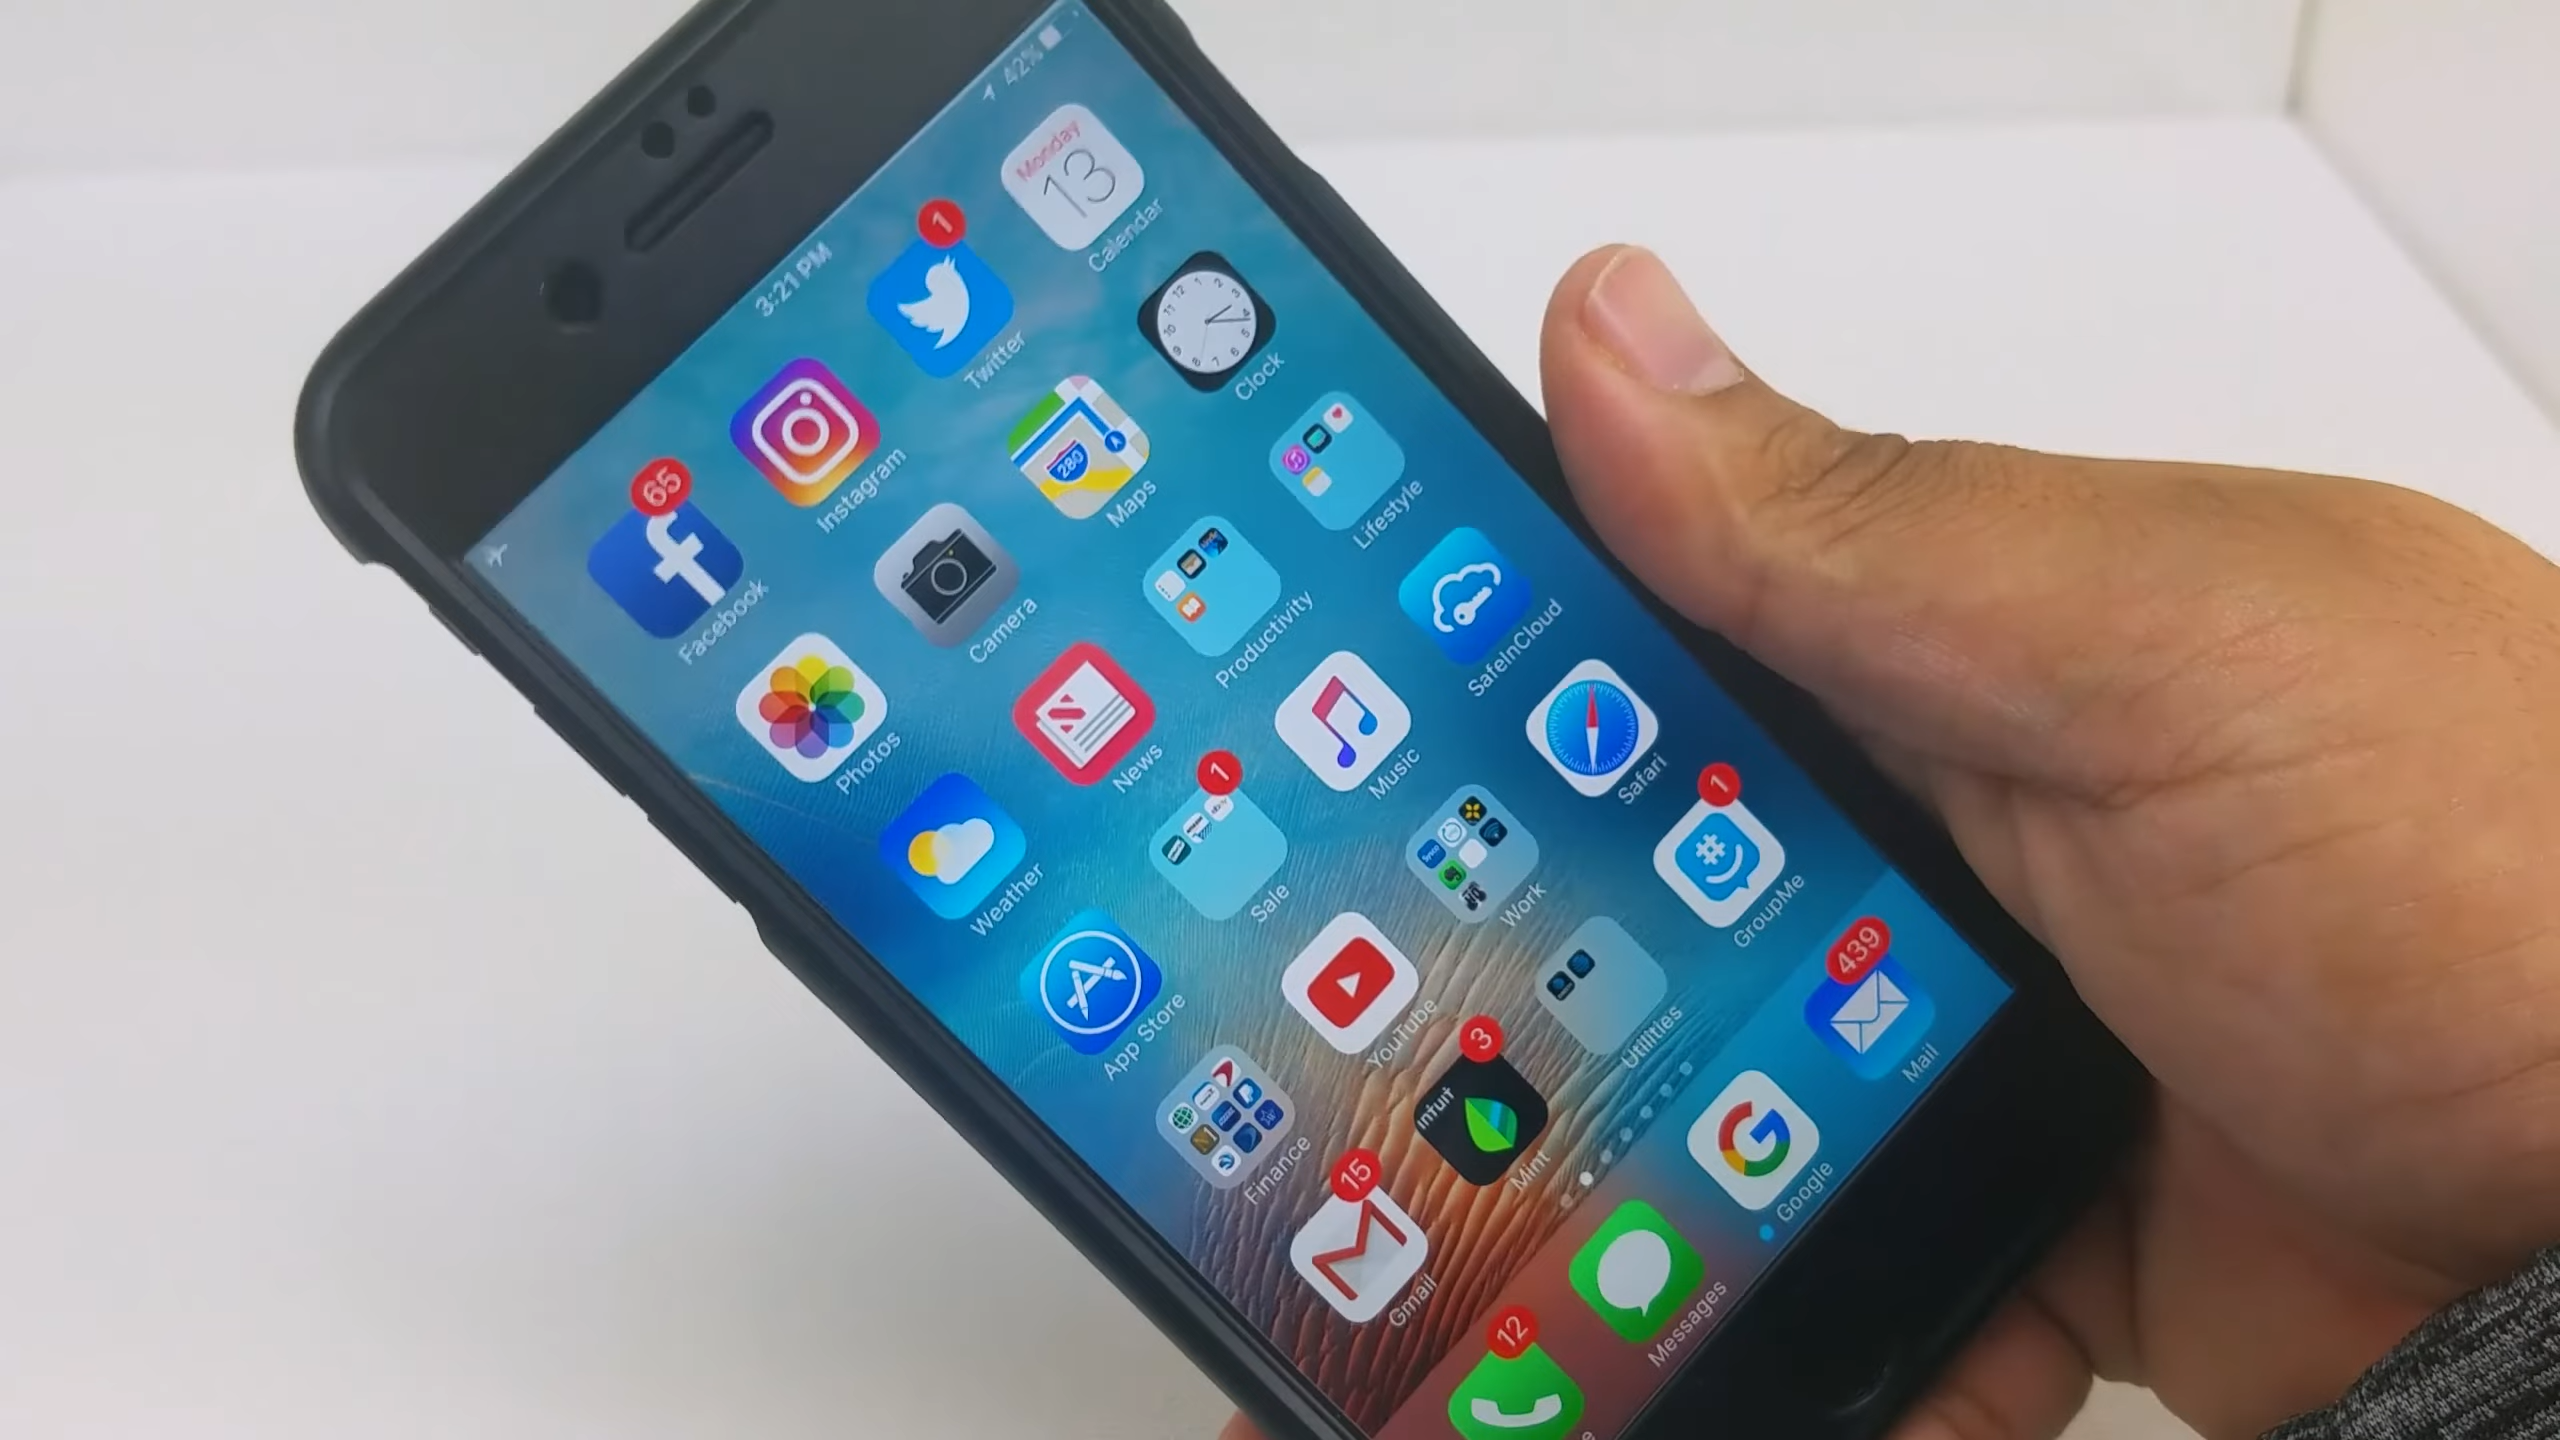 3:21 PM
42%
65
Facebook
Instagram
1
Twitter
Monday
13
Calendar
Photos
Camera
280
Maps
Clock
Weather
News
Productivity
Lifestyle
App Store
1
Sale
Music
SafeInCloud
Finance
YouTube
Work
Safari
15
Gmail
3
intuit
Mint
Utilities
1
GroupMe
12
Messages
Google
439
Mail